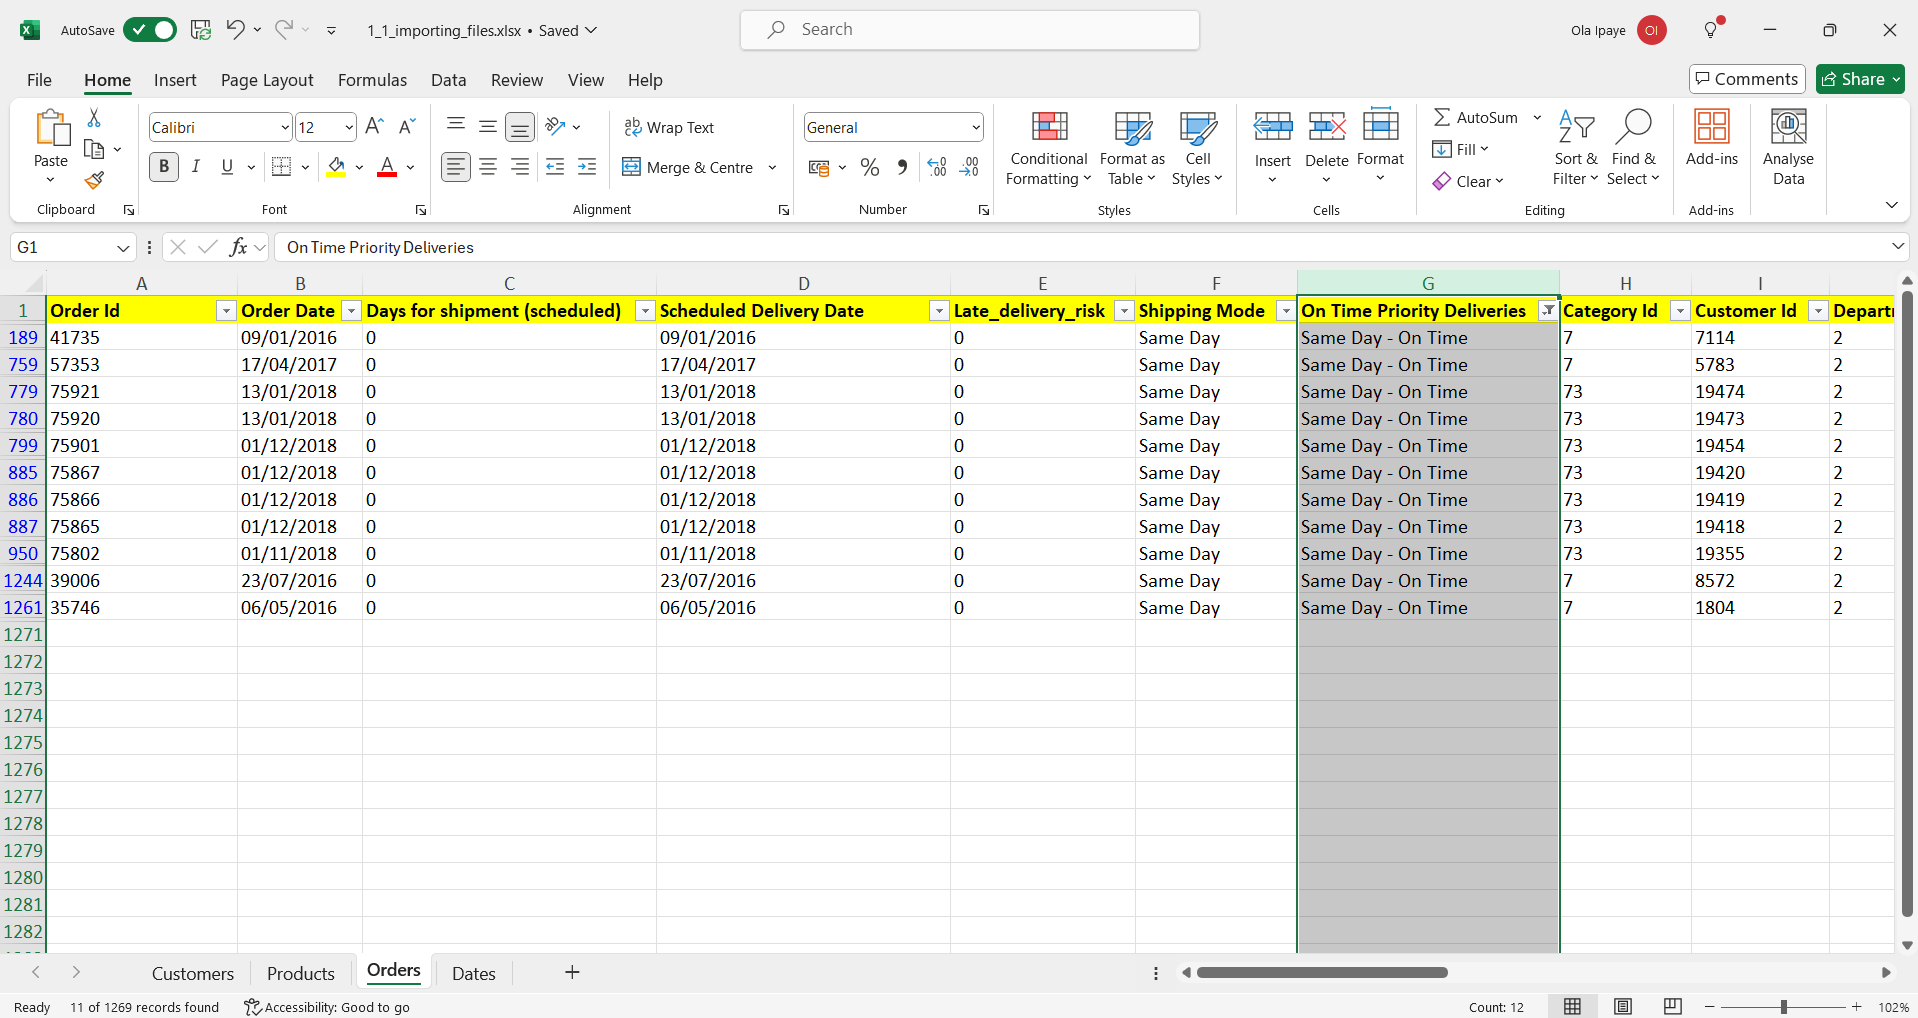 AutoSave
1_1_importing_files.xlsx • Saved
Search
Ola Ipaye
OI
File Home Insert Page Layout Formulas Data Review View Help
Comments
Share
Paste
Clipboard
Calibri
12
B I U
A
Font
ab
Wrap Text
Merge & Centre
Alignment
General
%
Number
Conditional Formatting
Format as Table
Cell Styles
Styles
Insert
Delete
Format
Cells
AutoSum
Fill
Clear
Sort & Filter
Find & Select
Editing
Add-ins
Add-ins
Analyse Data
G1
fx
On Time Priority Deliveries
A B C D E F G H I
1 Order Id Order Date Days for shipment (scheduled) Scheduled Delivery Date Late_delivery_risk Shipping Mode On Time Priority Deliveries Category Id Customer Id Departr
189 41735 09/01/2016 0 09/01/2016 0 Same Day Same Day - On Time 7 7114 2
759 57353 17/04/2017 0 17/04/2017 0 Same Day Same Day - On Time 7 5783 2
779 75921 13/01/2018 0 13/01/2018 0 Same Day Same Day - On Time 73 19474 2
780 75920 13/01/2018 0 13/01/2018 0 Same Day Same Day - On Time 73 19473 2
799 75901 01/12/2018 0 01/12/2018 0 Same Day Same Day - On Time 73 19454 2
885 75867 01/12/2018 0 01/12/2018 0 Same Day Same Day - On Time 73 19420 2
886 75866 01/12/2018 0 01/12/2018 0 Same Day Same Day - On Time 73 19419 2
887 75865 01/12/2018 0 01/12/2018 0 Same Day Same Day - On Time 73 19418 2
950 75802 01/11/2018 0 01/11/2018 0 Same Day Same Day - On Time 73 19355 2
1244 39006 23/07/2016 0 23/07/2016 0 Same Day Same Day - On Time 7 8572 2
1261 35746 06/05/2016 0 06/05/2016 0 Same Day Same Day - On Time 7 1804 2
1271
1272
1273
1274
1275
1276
1277
1278
1279
1280
1281
1282
Customers Products Orders Dates
Ready 11 of 1269 records found Accessibility: Good to go Count: 12 102%